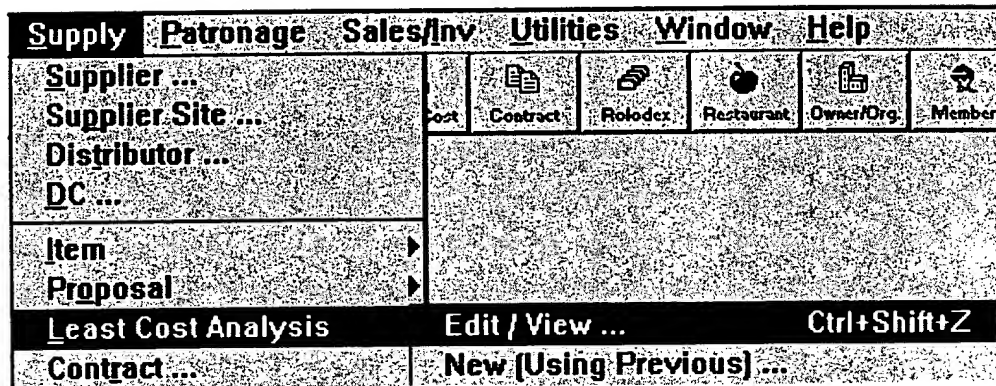 Supply Patronage Sales/Inv Utilities Window Help
Supplier ...
Cost Contract Rolodex Restaurant Owner/Org. Member
Supplier Site ...
Distributor ...
DC ...
Item
Proposal
Least Cost Analysis Edit / View ... Ctrl+Shift+Z
Contract ... New (Using Previous) ...